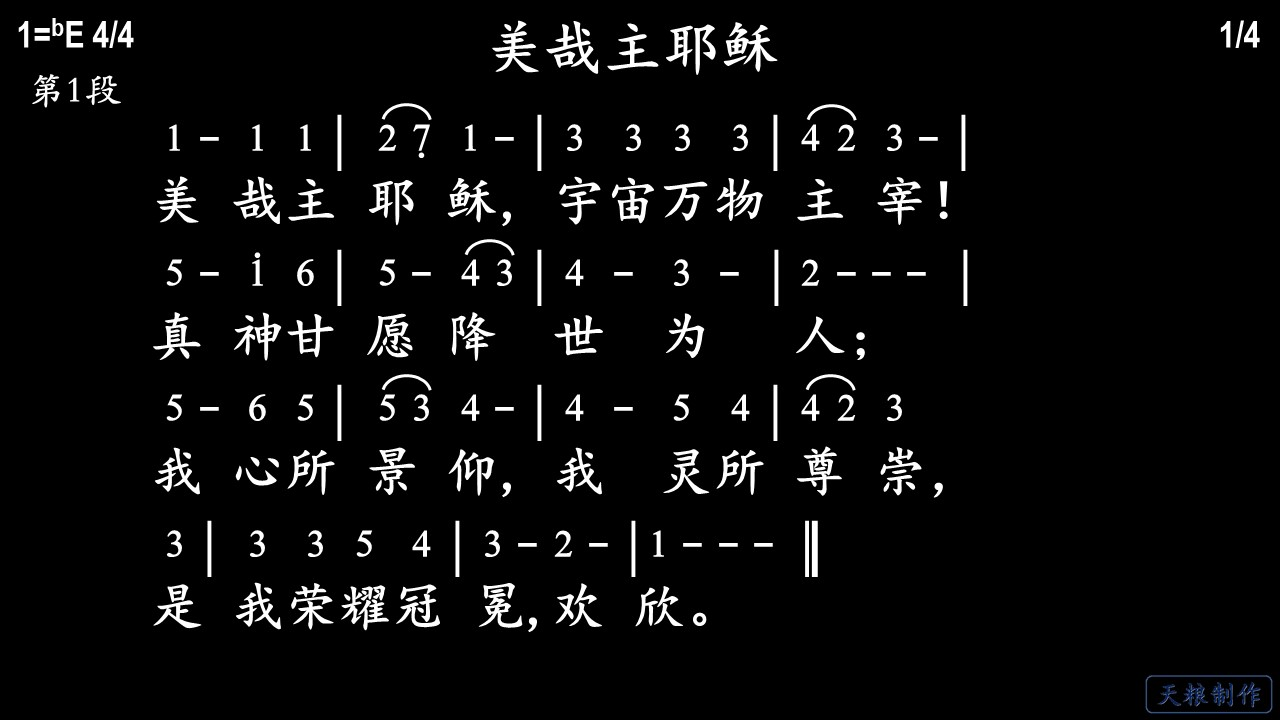 1=ᵇE 4/4
美哉主耶稣
1/4
第1段
1 – 1 1 | 2 7̣ 1 – | 3 3 3 3 | 4 2 3 – |
美 哉主 耶 稣, 宇宙万物 主 宰!
5 – i 6 | 5 – 4 3 | 4 – 3 – | 2 – – – |
真 神甘 愿 降 世 为 人;
5 – 6 5 | 5 3 4 – | 4 – 5 4 | 4 2 3
我 心所 景 仰, 我 灵所 尊 崇,
3 | 3 3 5 4 | 3 – 2 – | 1 – – – ‖
是 我荣耀冠 冕, 欢 欣。
天粮制作